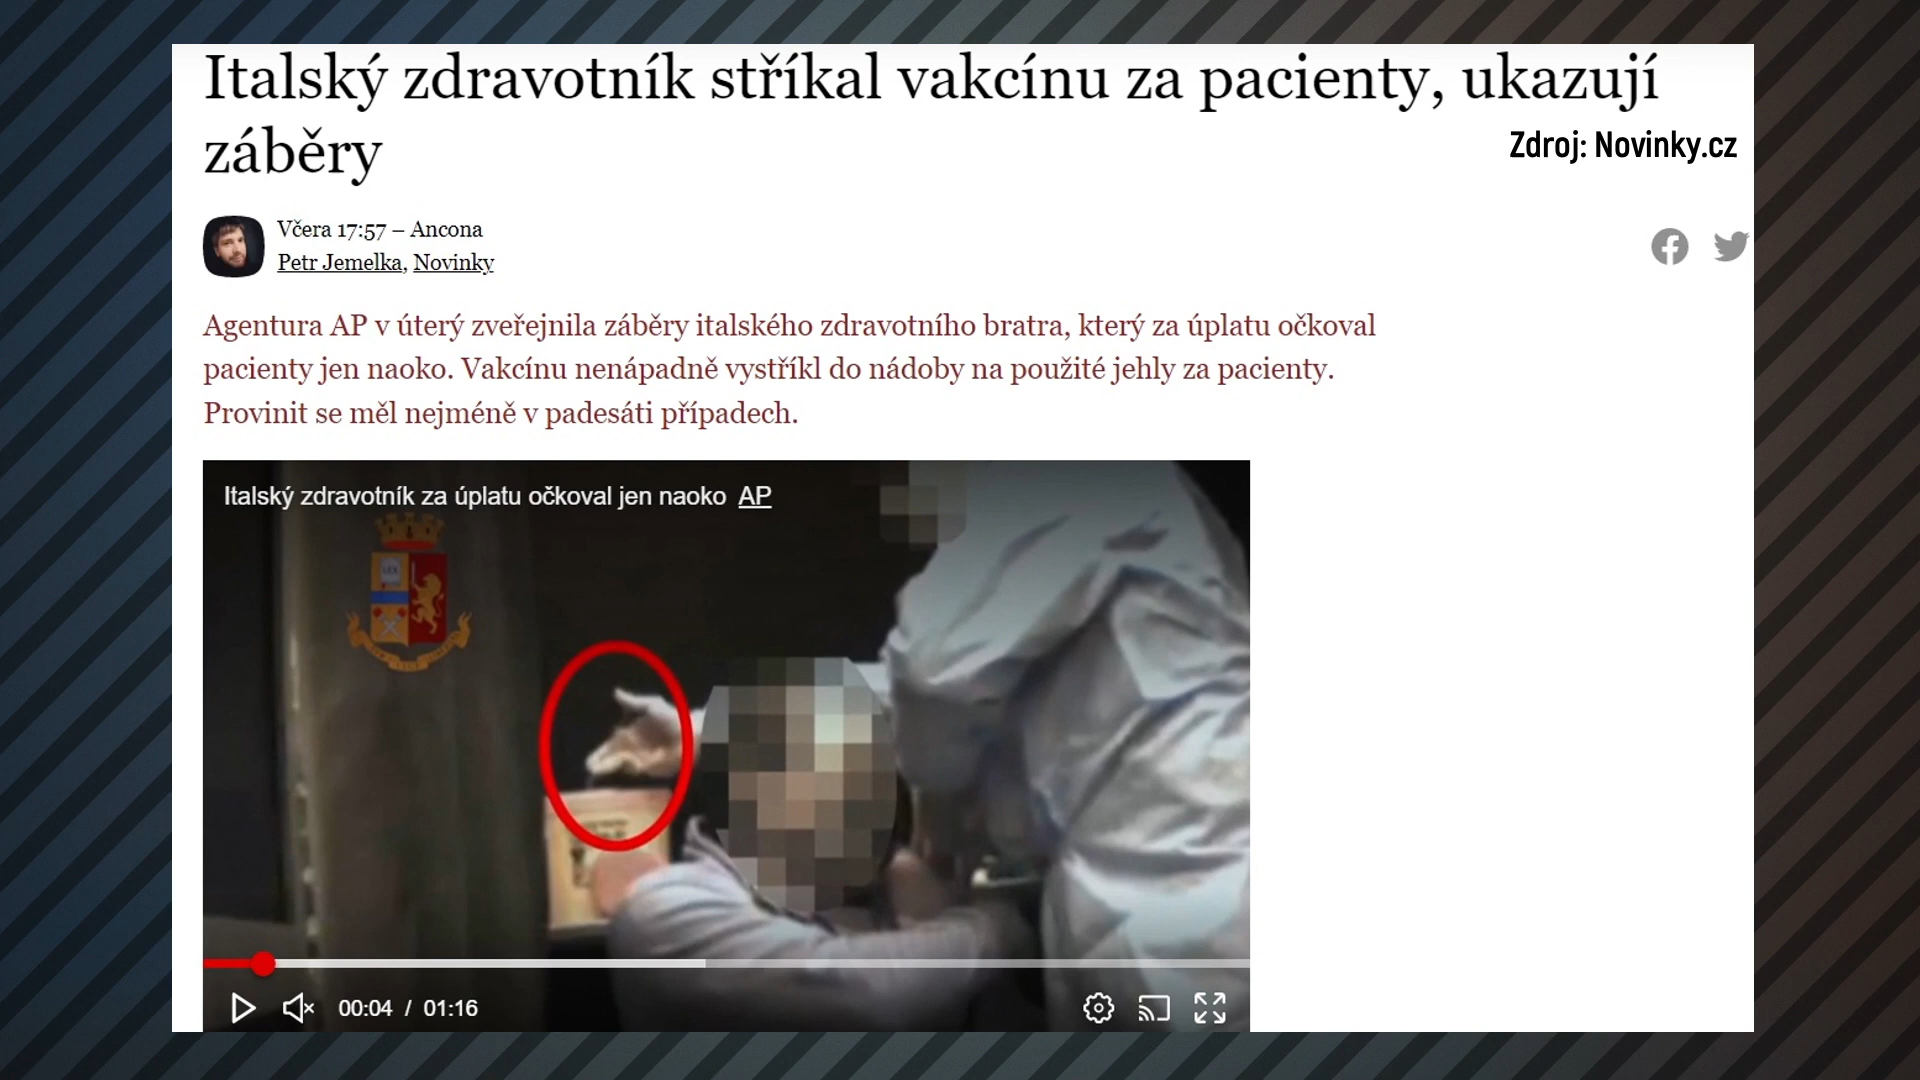 Italský zdravotník stříkal vakcínu za pacienty, ukazují
záběry
Zdroj: Novinky.cz
Včera 17:57 – Ancona
Petr Jemelka, Novinky
Agentura AP v úterý zveřejnila záběry italského zdravotního bratra, který za úplatu očkoval
pacienty jen naoko. Vakcínu nenápadně vystříkl do nádoby na použité jehly za pacienty.
Provinit se měl nejméně v padesáti případech.
Italský zdravotník za úplatu očkoval jen naoko AP
LEX
00:04 / 01:16